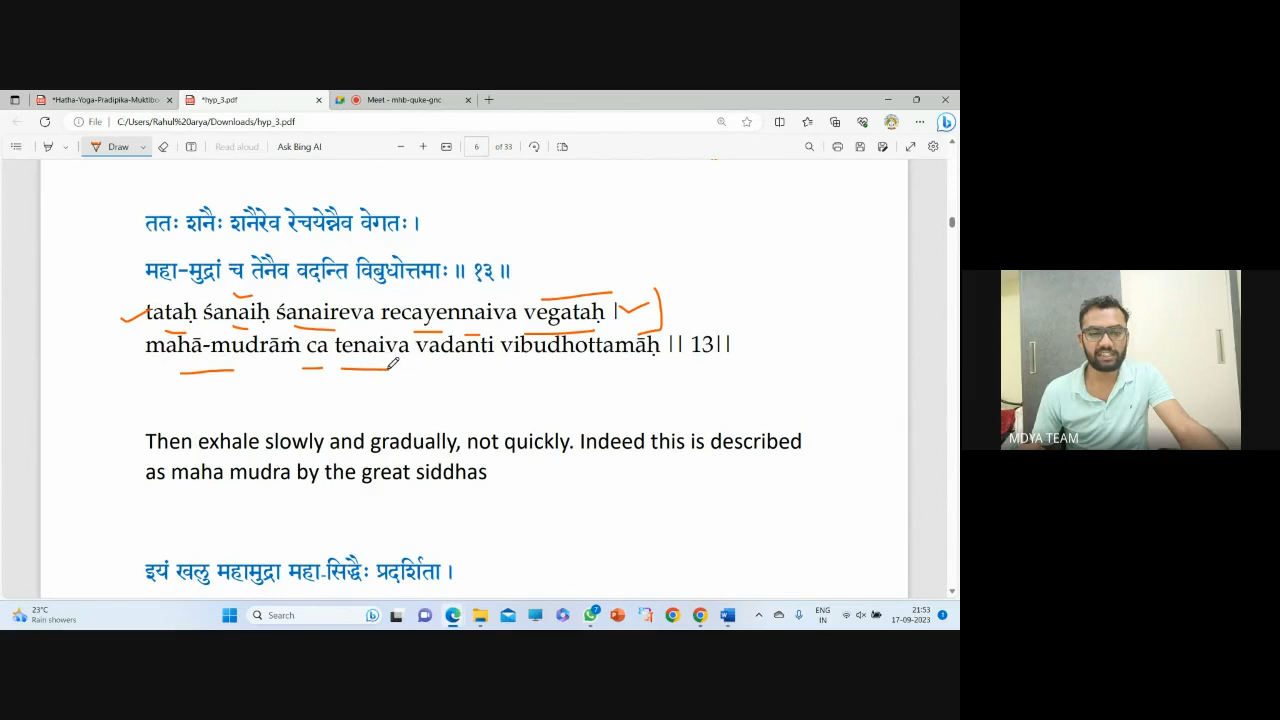 *Hatha-Yoga-Pradipika-Muktibo
*hyp_3.pdf
Meet - mhb-quke-gnc
File
C:/Users/Rahul%20arya/Downloads/hyp_3.pdf
Draw
Read aloud
Ask Bing AI
6
of 33
ततः शनैः शनैरेव रेचयेन्नैव वेगतः ।
महा-मुद्रां च तेनैव वदन्ति विबुधोत्तमाः ॥ १३ ॥
tataḥ śanaiḥ śanaireva recayennaiva vegataḥ |
mahā-mudrāṁ ca tenaiva vadanti vibudhottamāḥ || 13||
Then exhale slowly and gradually, not quickly. Indeed this is described
as maha mudra by the great siddhas
इयं खलु महामुद्रा महा-सिद्धैः प्रदर्शिता ।
MDYA TEAM
23°C
Rain showers
Search
7
ENG
IN
21:53
17-09-2023
1